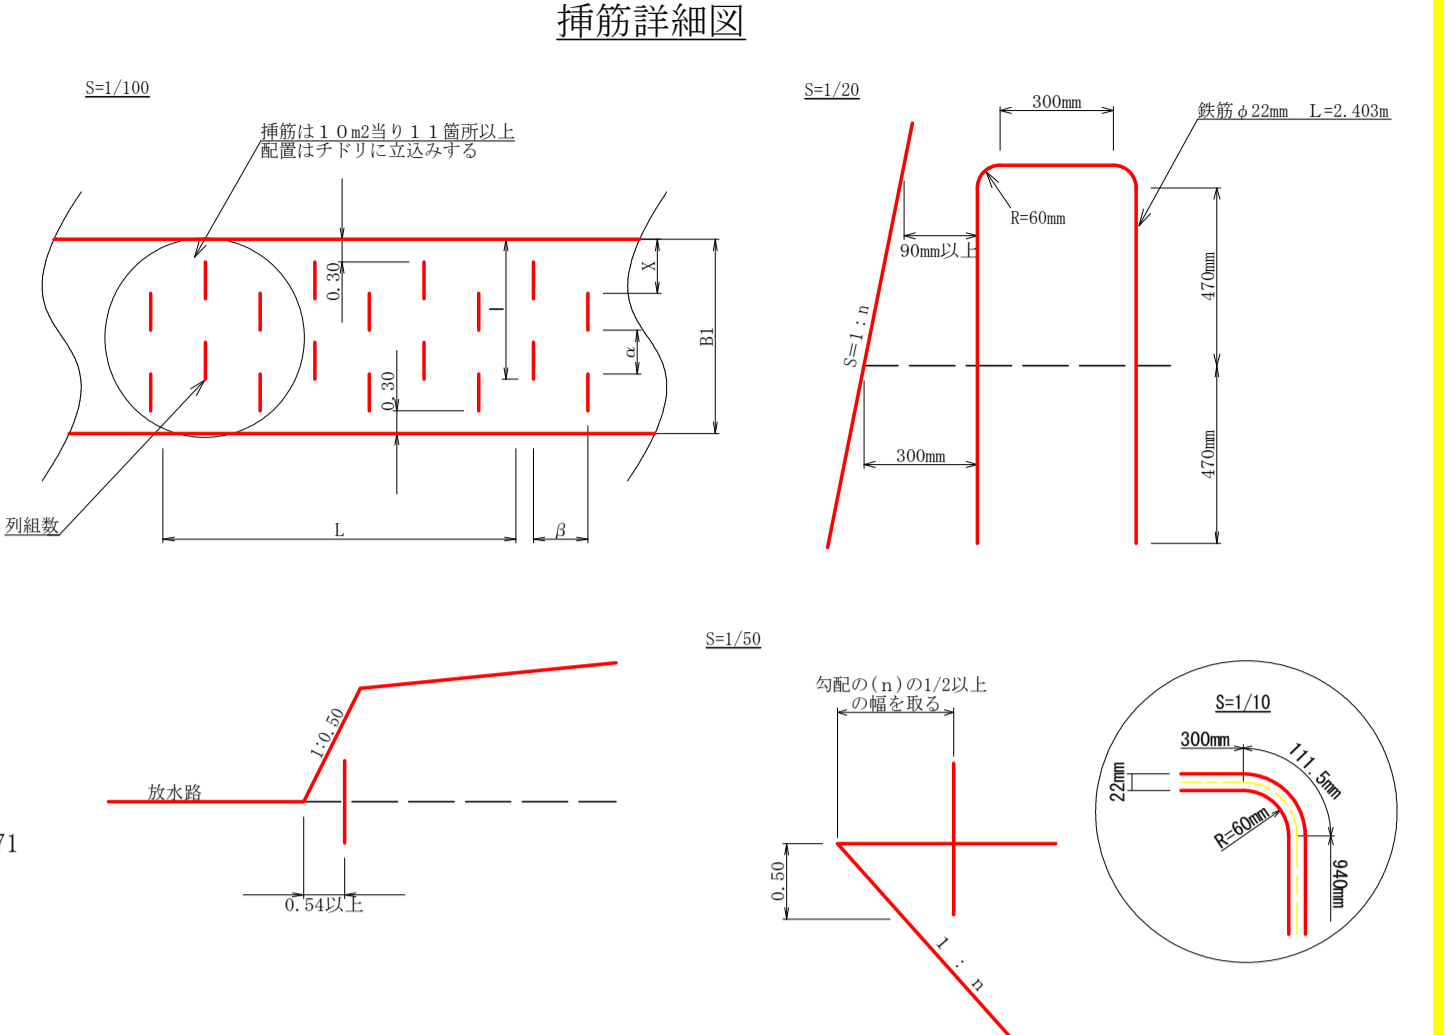 挿筋詳細図
S=1/100
挿筋は１０m2当り１１箇所以上
配置はチドリに立込みする
0.30
0.30
l
X
α
B1
列組数
L
β
S=1/20
300mm
鉄筋φ22mm　L=2.403m
R=60mm
90mm以上
S=1:n
470mm
300mm
470mm
S=1/50
1:0.50
放水路
0.54以上
71
勾配の(ｎ)の1/2以上
の幅を取る
0.50
1 : n
S=1/10
300mm
111.5mm
22mm
R=60mm
940mm